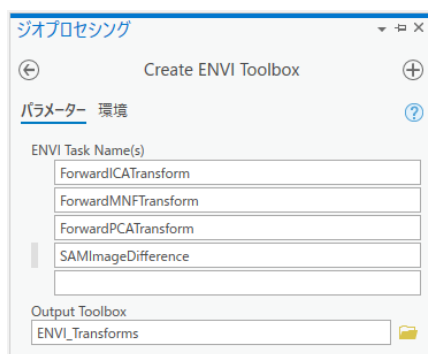 ジオプロセシング
Create ENVI Toolbox
パラメーター 環境
ENVI Task Name(s)
ForwardICATransform
ForwardMNFTransform
ForwardPCATransform
SAMImageDifference
Output Toolbox
ENVI_Transforms